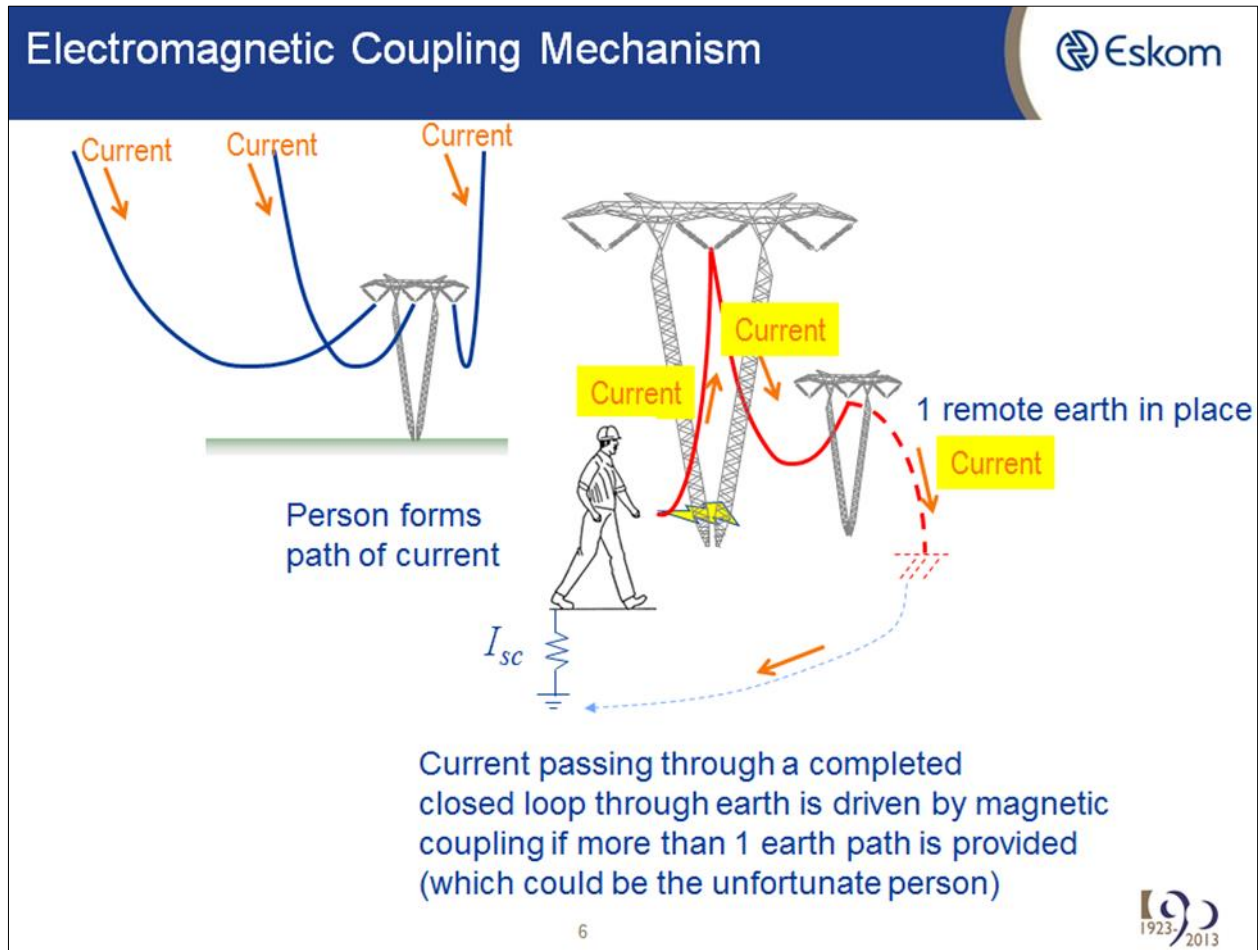 Electromagnetic Coupling Mechanism
Eskom
Current
Current
Current
Current
Current
1 remote earth in place
Current
Person forms
path of current
Isc
Current passing through a completed
closed loop through earth is driven by magnetic
coupling if more than 1 earth path is provided
(which could be the unfortunate person)
6
90
1923-2013